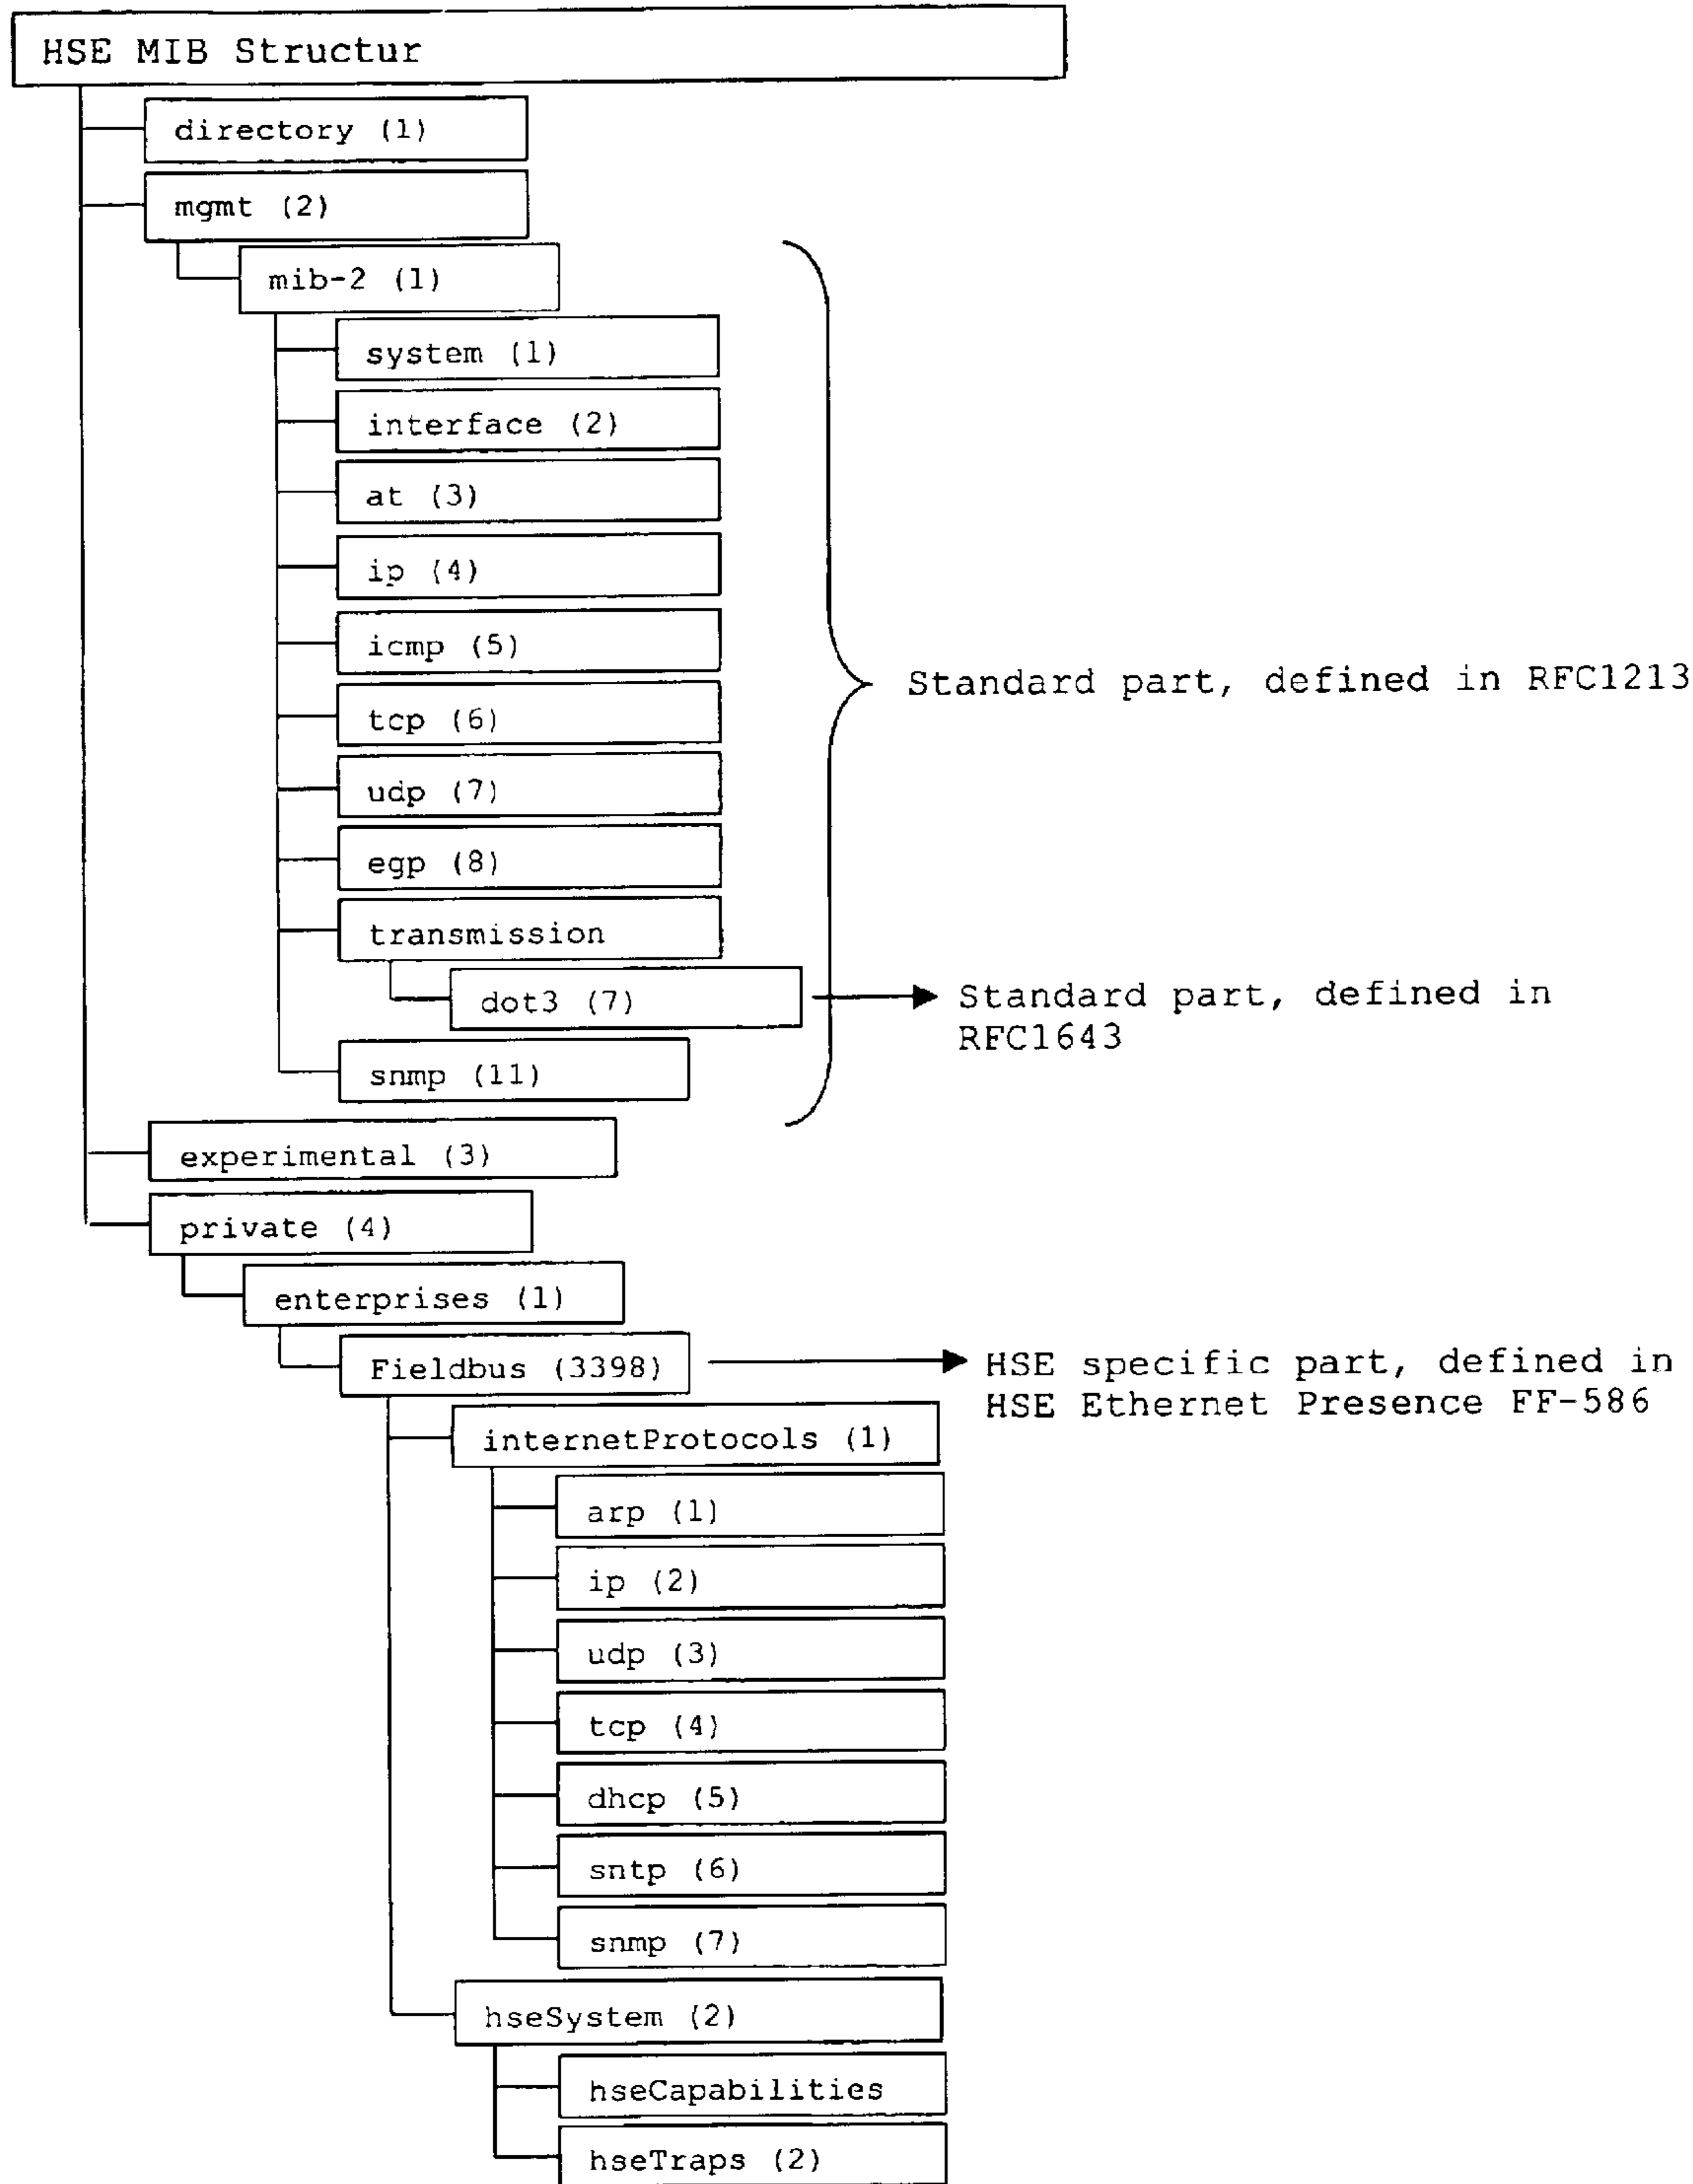 HSE MIB Structur
directory (1)
mgmt (2)
mib-2 (1)
system (1)
interface (2)
at (3)
ip (4)
icmp (5)
Standard part, defined in RFC1213
tcp (6)
udp (7)
egp (8)
transmission
dot3 (7)
Standard part, defined in
RFC1643
snmp (11)
experimental (3)
private (4)
enterprises (1)
Fieldbus (3398)
HSE specific part, defined in
HSE Ethernet Presence FF-586
internetProtocols (1)
arp (1)
ip (2)
udp (3)
tcp (4)
dhcp (5)
sntp (6)
snmp (7)
hseSystem (2)
hseCapabilities
hseTraps (2)